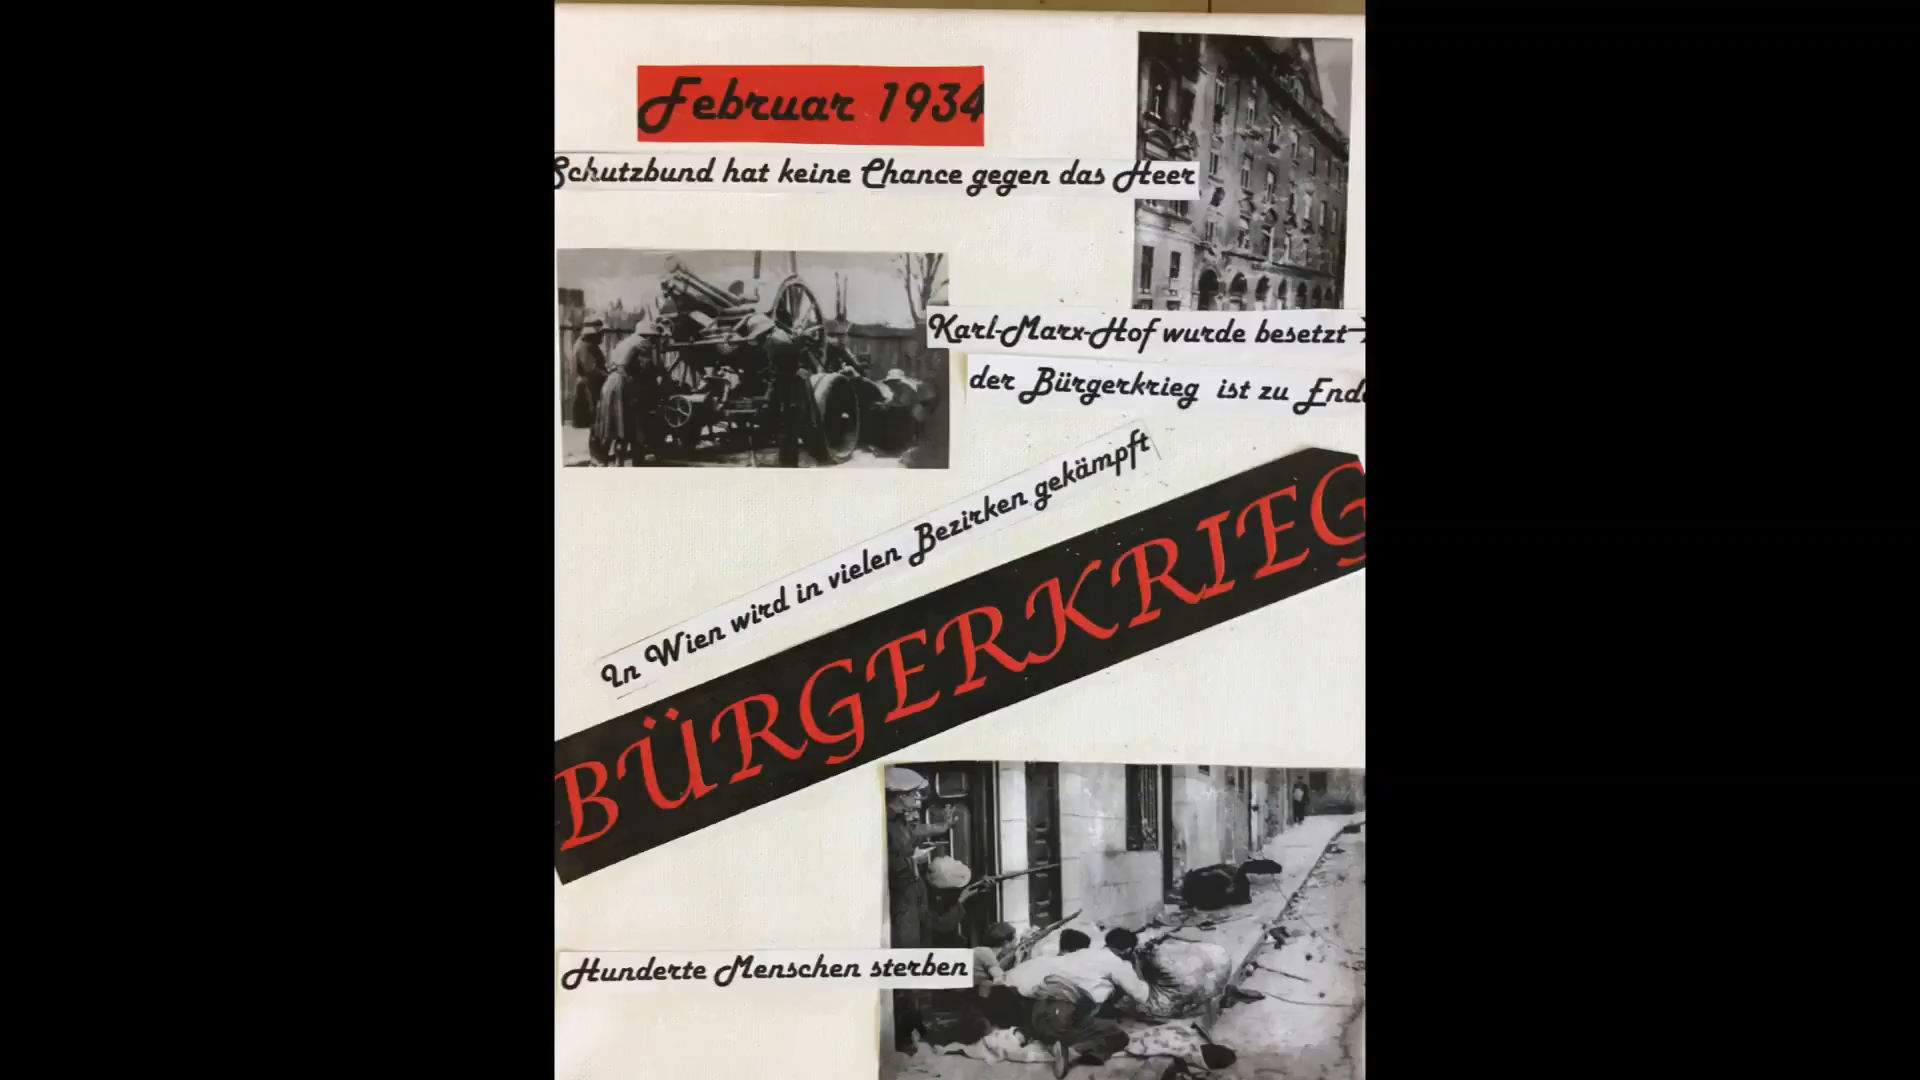 Februar 1934
Schutzbund hat keine Chance gegen das Heer
Karl-Marx-Hof wurde besetzt →
der Bürgerkrieg ist zu Ende
In Wien wird in vielen Bezirken gekämpft
BÜRGERKRIEG
Hunderte Menschen sterben